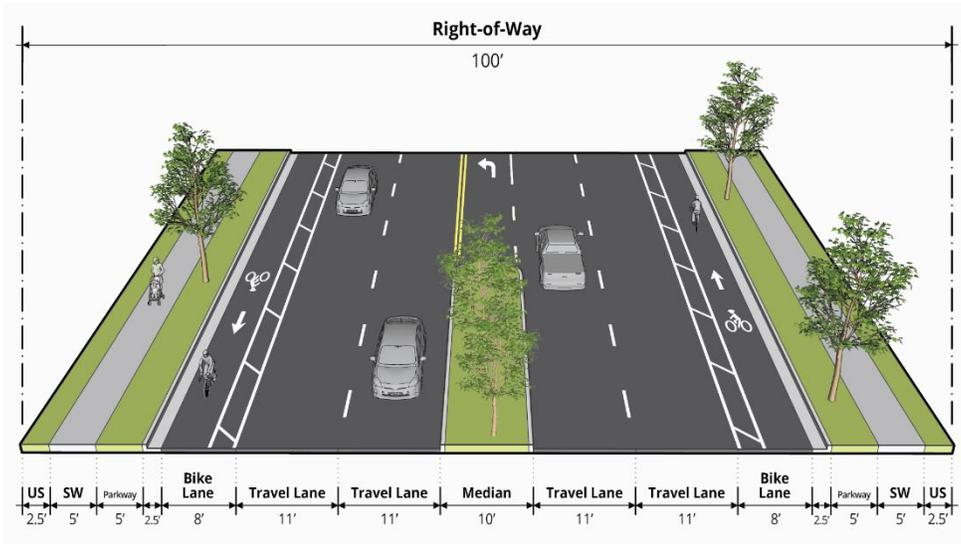 Right-of-Way
100’
US SW Parkway Bike Lane Travel Lane Travel Lane Median Travel Lane Travel Lane Bike Lane Parkway SW US
2.5’ 5’ 5’ 2.5’ 8’ 11’ 11’ 10’ 11’ 11’ 8’ 2.5’ 5’ 5’ 2.5’